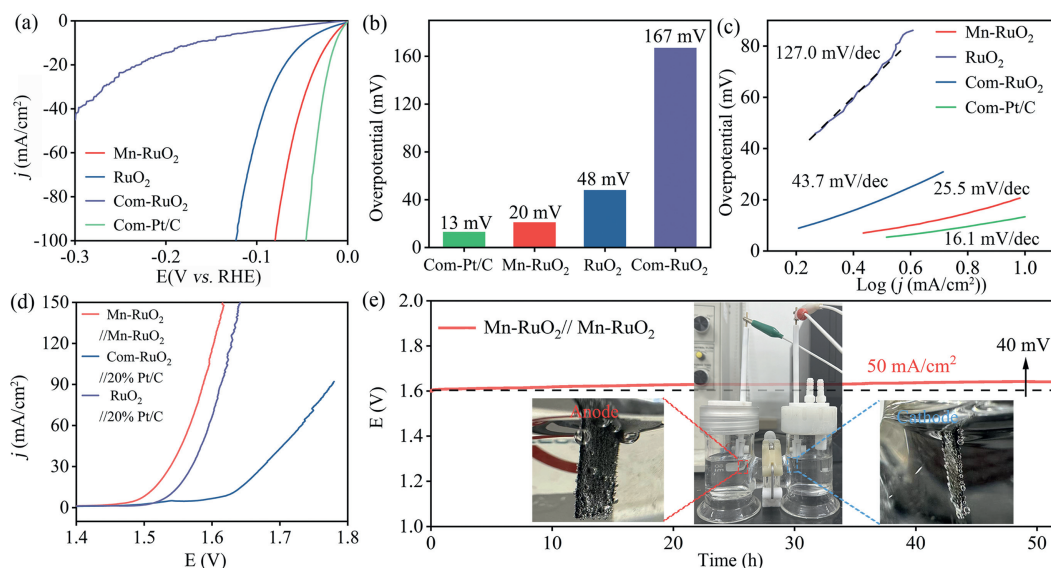 (a)
j (mA/cm²)
0
-20
-40
-60
-80
-100
-0.3
-0.2
-0.1
0.0
E(V vs. RHE)
Mn-RuO₂
RuO₂
Com-RuO₂
Com-Pt/C
(b)
Overpotential (mV)
160
120
80
40
0
13 mV
20 mV
48 mV
167 mV
Com-Pt/C
Mn-RuO₂
RuO₂
Com-RuO₂
(c)
Overpotential (mV)
80
60
40
20
0
0.2
0.4
0.6
0.8
1.0
Log (j (mA/cm²))
127.0 mV/dec
43.7 mV/dec
25.5 mV/dec
16.1 mV/dec
Mn-RuO₂
RuO₂
Com-RuO₂
Com-Pt/C
(d)
j (mA/cm²)
150
120
90
60
30
0
1.4
1.5
1.6
1.7
1.8
E (V)
Mn-RuO₂
//Mn-RuO₂
Com-RuO₂
//20% Pt/C
RuO₂
//20% Pt/C
(e)
E (V)
2.0
1.8
1.6
1.4
1.2
1.0
0
10
20
30
40
50
Time (h)
Mn-RuO₂// Mn-RuO₂
50 mA/cm²
40 mV
Anode
Cathode